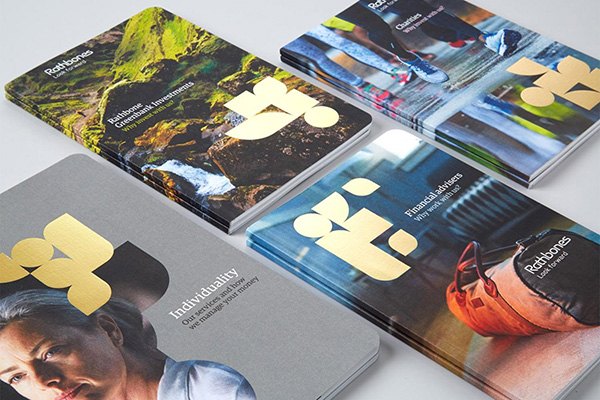 Rathbones
Look forward
Rathbone
Greenbank Investments
Why invest with us?
Rathbones
Look forward
Charities
Why work with us?
Individuality
Our services and how
we manage your money
Financial advisers
Why work with us?
Rathbones
Look forward